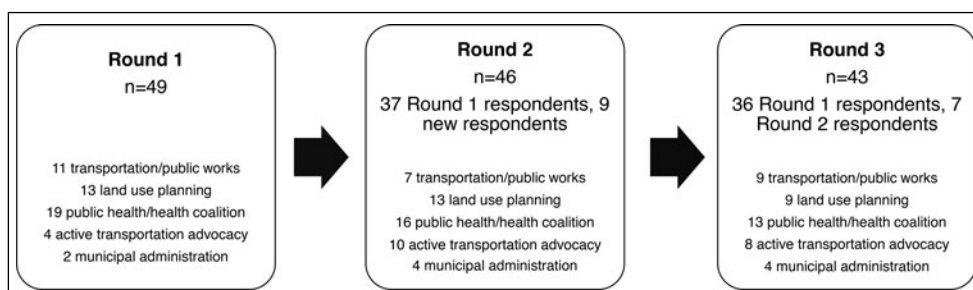 Round 1
n=49
11 transportation/public works
13 land use planning
19 public health/health coalition
4 active transportation advocacy
2 municipal administration
Round 2
n=46
37 Round 1 respondents, 9
new respondents
7 transportation/public works
13 land use planning
16 public health/health coalition
10 active transportation advocacy
4 municipal administration
Round 3
n=43
36 Round 1 respondents, 7
Round 2 respondents
9 transportation/public works
9 land use planning
13 public health/health coalition
8 active transportation advocacy
4 municipal administration